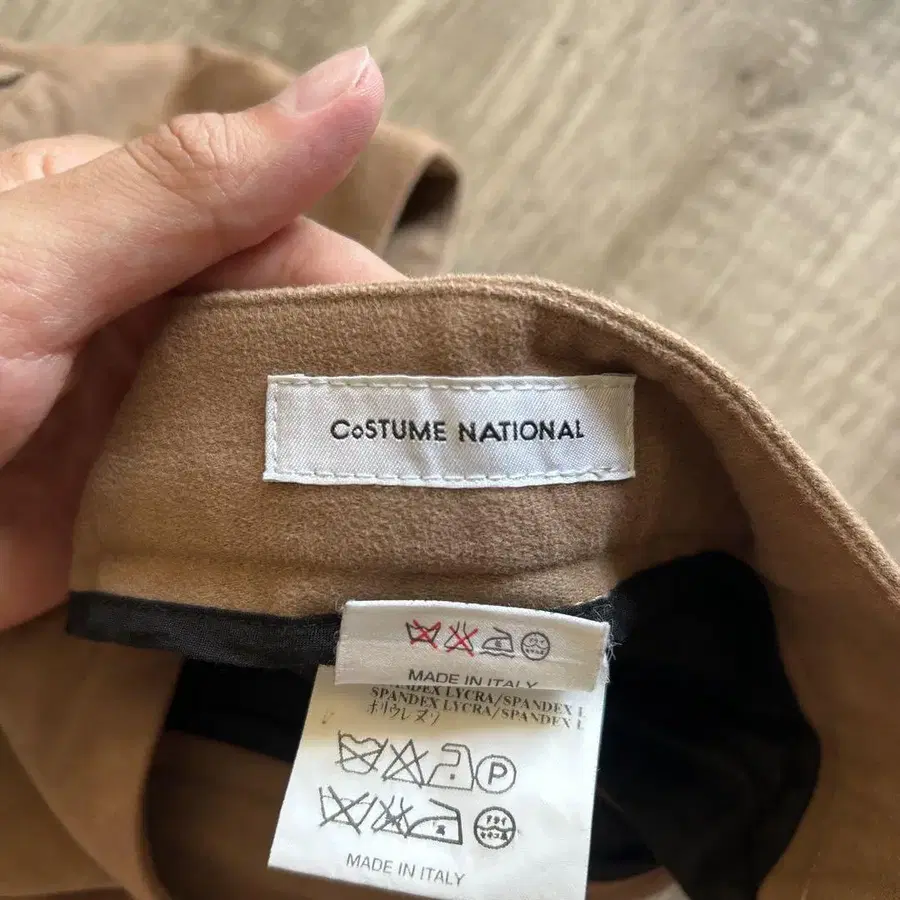 CoSTUME NATIONAL
MADE IN ITALY
SPANDEX LYCRA/SPANDEX L
SPANDEX LYCRA/SPANDEX L
ポリウレタン
P
MADE IN ITALY